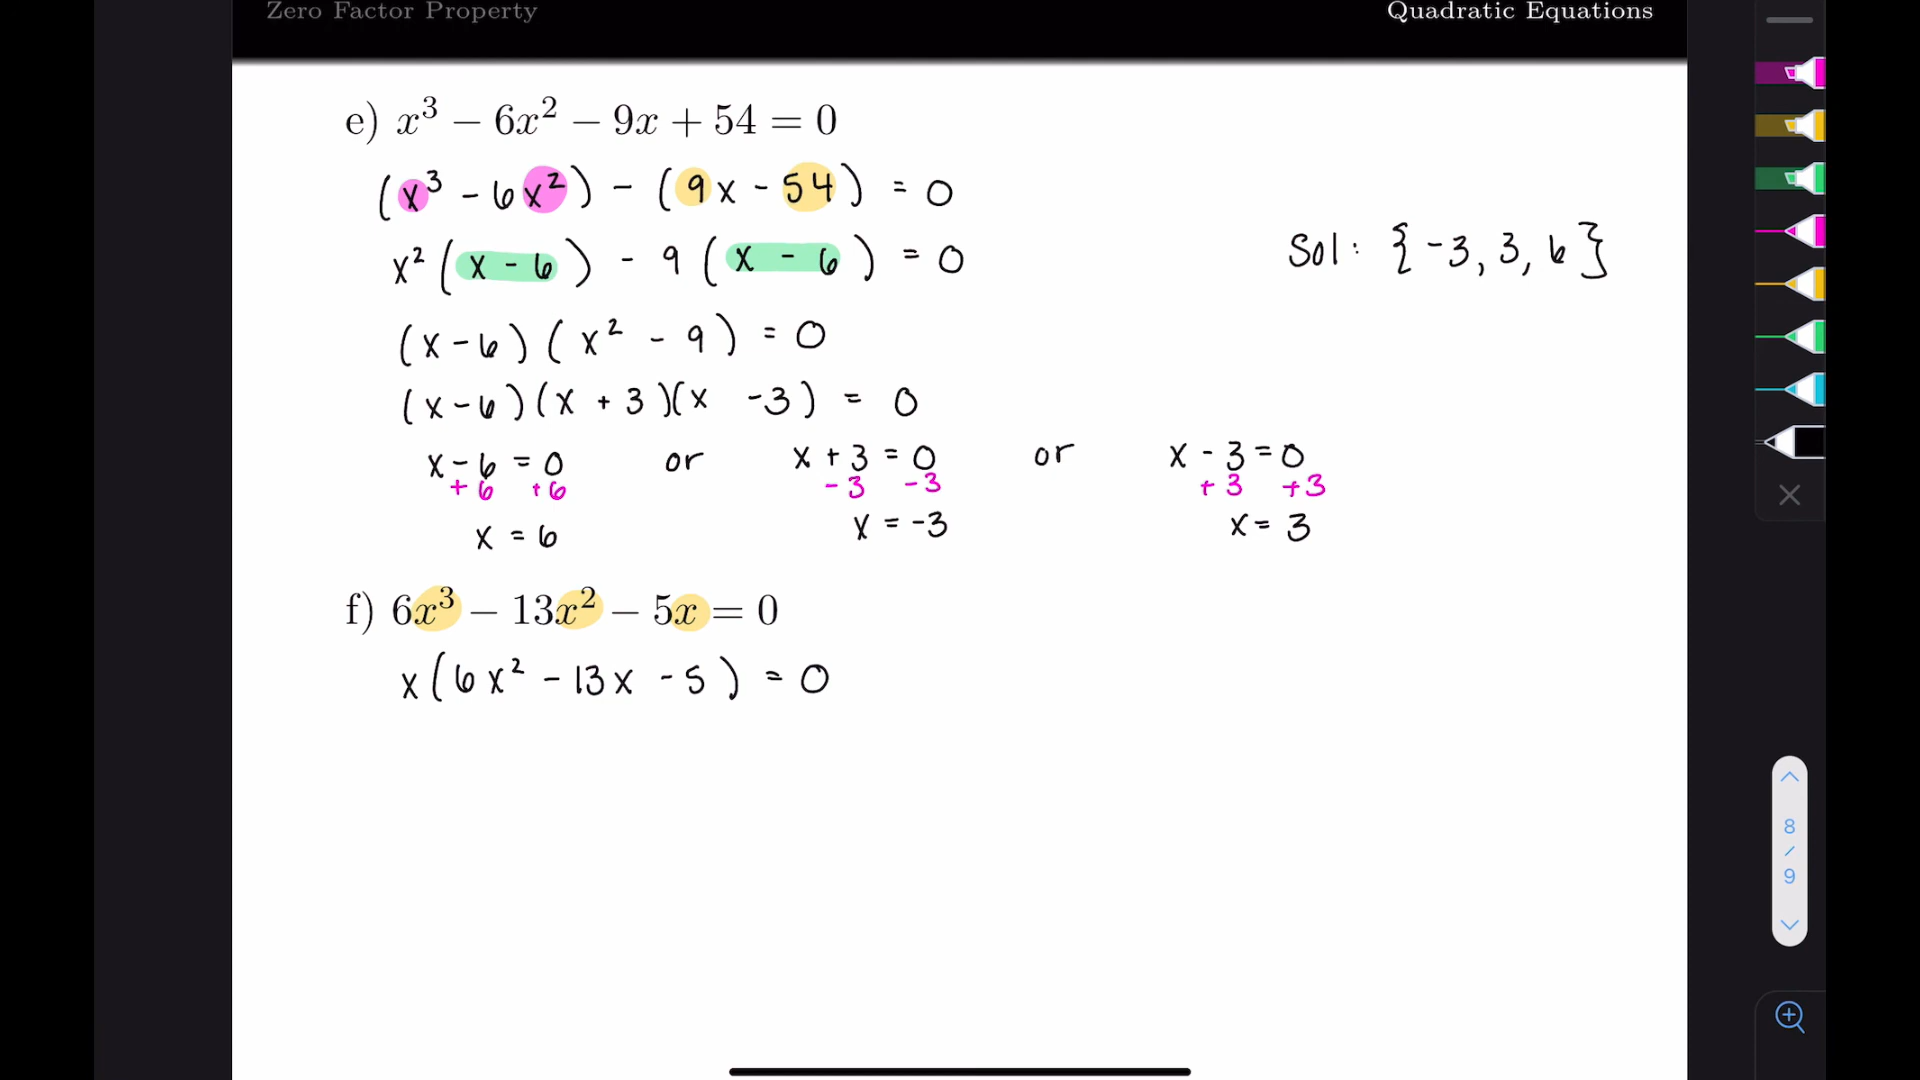 Zero Factor Property
Quadratic Equations
e) x³ − 6x² − 9x + 54 = 0
(x³ - 6x²) - (9x - 54) = 0
x²(x - 6) - 9(x - 6) = 0
Sol: {-3, 3, 6}
(x-6)(x² - 9) = 0
(x-6)(x + 3)(x -3) = 0
x-6=0 or x+3=0 or x-3=0
+6 +6 -3 -3 +3 +3
x = 6 x = -3 x = 3
f) 6x³ − 13x² − 5x = 0
x(6x² - 13x - 5) = 0
8
/
9